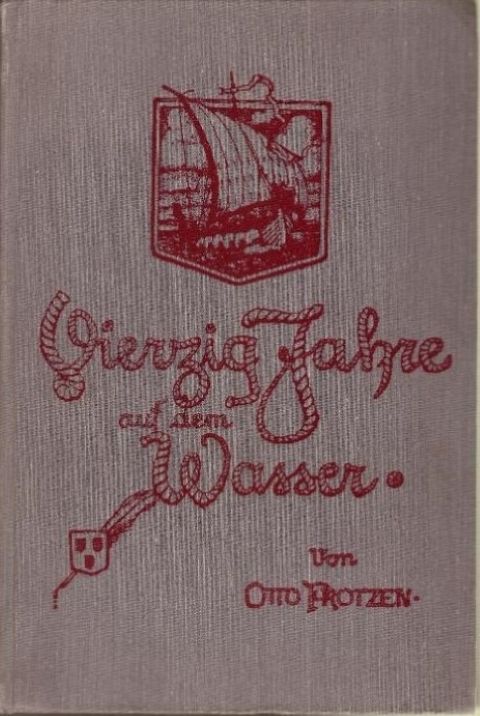 Vierzig Jahre
auf dem
Wasser.
Von
OTTO PROTZEN.